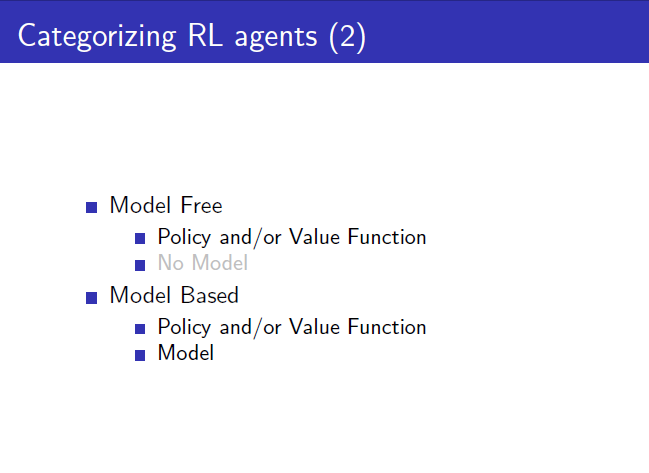 Categorizing RL agents (2)
Model Free
Policy and/or Value Function
No Model
Model Based
Policy and/or Value Function
Model